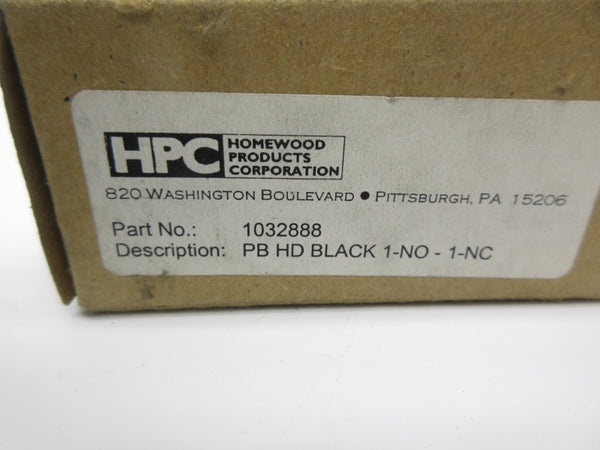 HPC HOMEWOOD
PRODUCTS
CORPORATION
820 WASHINGTON BOULEVARD ● PITTSBURGH, PA 15206
Part No.: 1032888
Description: PB HD BLACK 1-NO - 1-NC